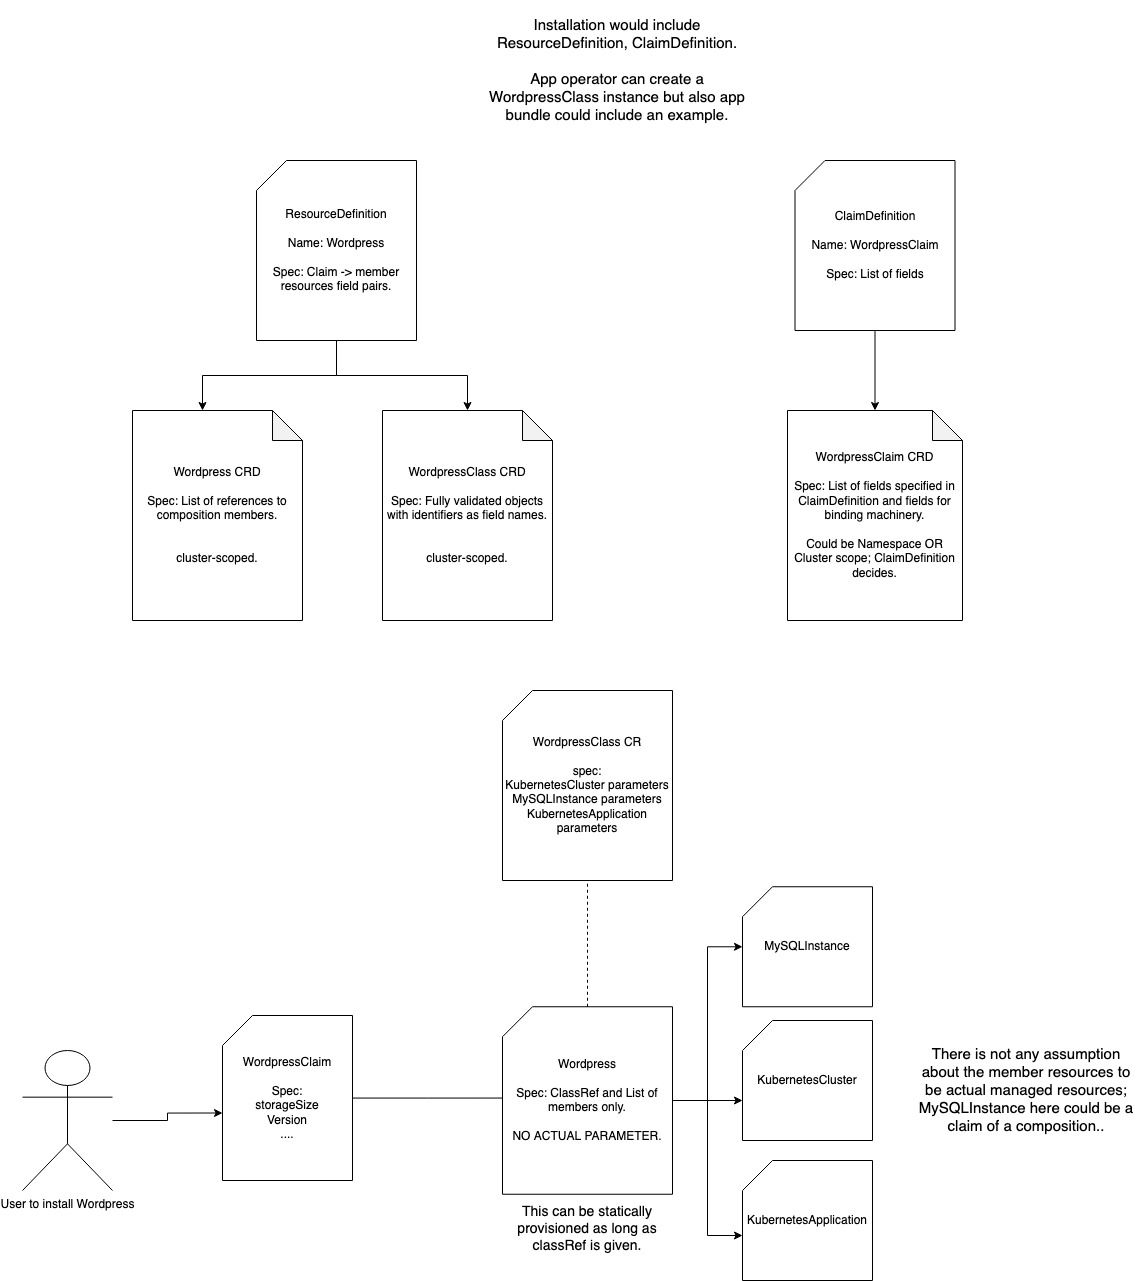 Installation would include
ResourceDefinition, ClaimDefinition.
App operator can create a
WordpressClass instance but also app
bundle could include an example.
ResourceDefinition
Name: Wordpress
Spec: Claim -> member
resources field pairs.
ClaimDefinition
Name: WordpressClaim
Spec: List of fields
Wordpress CRD
Spec: List of references to
composition members.
cluster-scoped.
WordpressClass CRD
Spec: Fully validated objects
with identifiers as field names.
cluster-scoped.
WordpressClaim CRD
Spec: List of fields specified in
ClaimDefinition and fields for
binding machinery.
Could be Namespace OR
Cluster scope; ClaimDefinition
decides.
WordpressClass CR
spec:
KubernetesCluster parameters
MySQLInstance parameters
KubernetesApplication
parameters
MySQLInstance
WordpressClaim
Spec:
storageSize
Version
....
Wordpress
Spec: ClassRef and List of
members only.
NO ACTUAL PARAMETER.
KubernetesCluster
There is not any assumption
about the member resources to
be actual managed resources;
MySQLInstance here could be a
claim of a composition..
User to install Wordpress
This can be statically
provisioned as long as
classRef is given.
KubernetesApplication